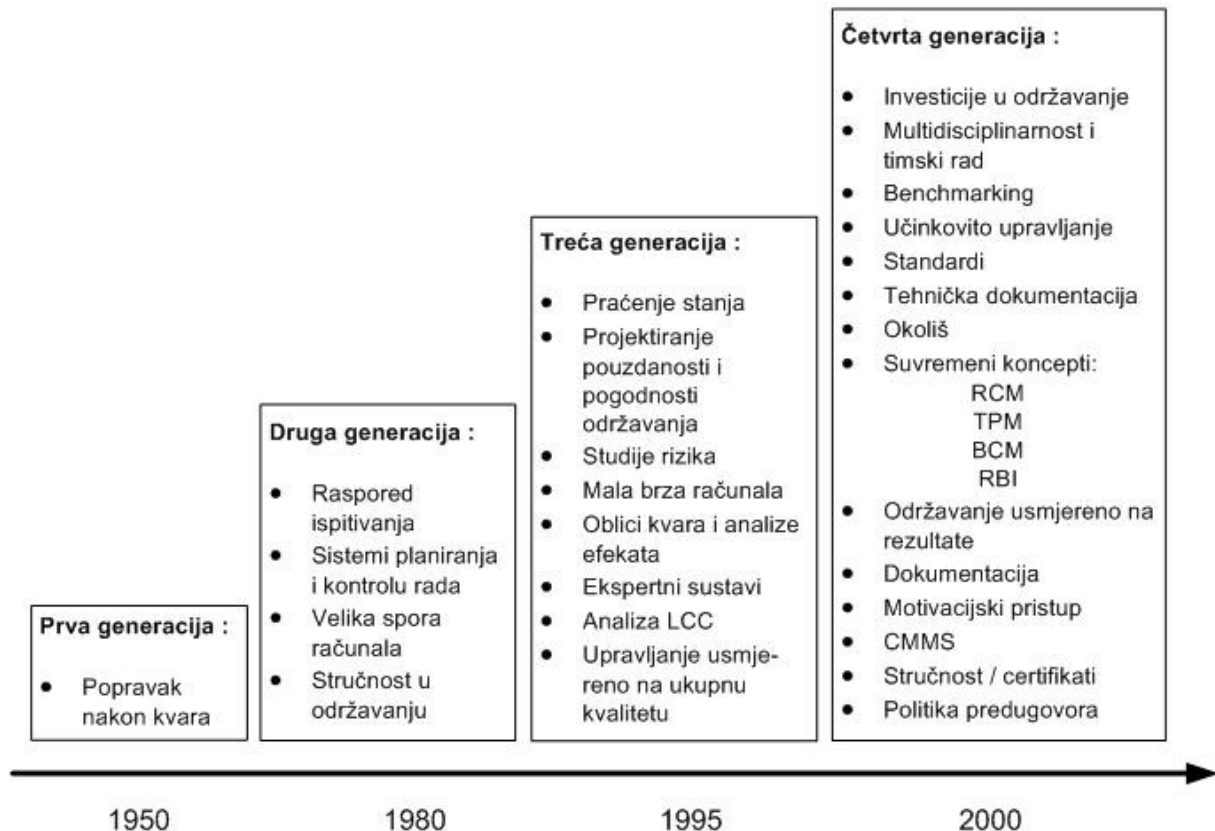 Prva generacija :
Popravak
nakon kvara
Druga generacija :
Raspored
ispitivanja
Sistemi planiranja
i kontrolu rada
Velika spora
računala
Stručnost u
održavanju
Treća generacija :
Praćenje stanja
Projektiranje
pouzdanosti i
pogodnosti
održavanja
Studije rizika
Mala brza računala
Oblici kvara i analize
efekata
Ekspertni sustavi
Analiza LCC
Upravljanje usmje-
reno na ukupnu
kvalitetu
Četvrta generacija :
Investicije u održavanje
Multidisciplinarnost i
timski rad
Benchmarking
Učinkovito upravljanje
Standardi
Tehnička dokumentacija
Okoliš
Suvremeni koncepti:
RCM
TPM
BCM
RBI
Održavanje usmjereno na
rezultate
Dokumentacija
Motivacijski pristup
CMMS
Stručnost / certifikati
Politika predugovora
1950
1980
1995
2000